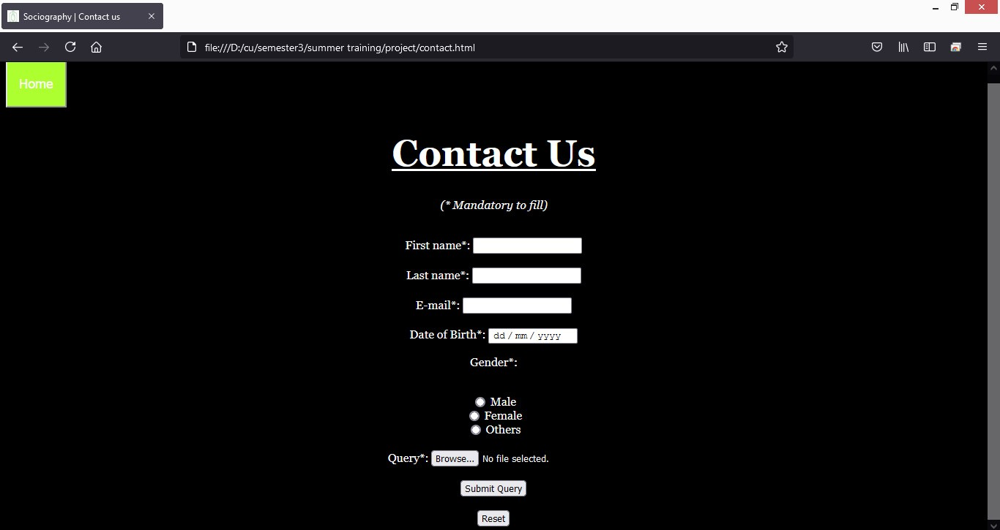 Sociography | Contact us
file:///D:/cu/semester3/summer training/project/contact.html
Home
Contact Us
(* Mandatory to fill)
First name*:
Last name*:
E-mail*:
Date of Birth*: dd / mm / yyyy
Gender*:
Male
Female
Others
Query*: Browse... No file selected.
Submit Query
Reset